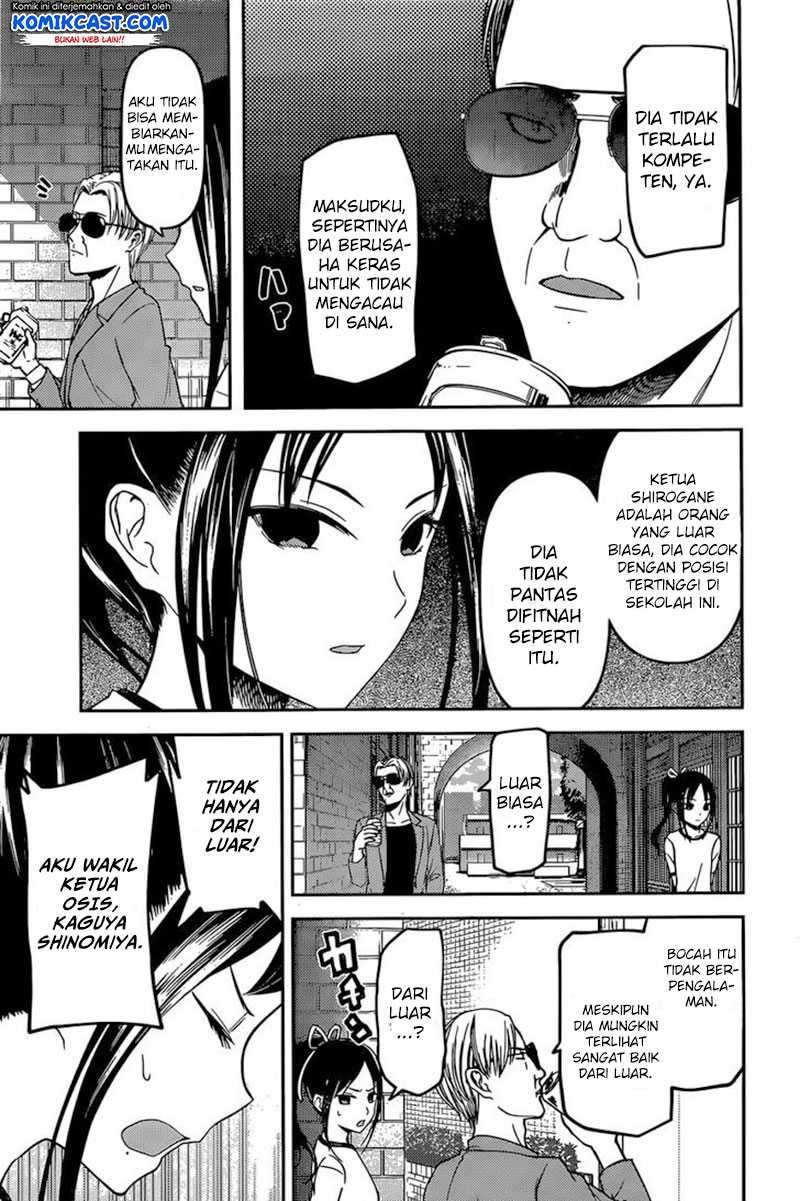 Komik ini diterjemahkan & diedit oleh
KOMIKCAST.COM
BUKAN WEB LAIN!!
DIA TIDAK
TERLALU
KOMPE-
TEN, YA.
MAKSUDKU,
SEPERTINYA
DIA BERUSA-
HA KERAS
UNTUK TIDAK
MENGACAU
DI SANA.
ハア
AKU TIDAK
BISA MEM-
BIARKAN-
MU MENGA-
TAKAN ITU.
KETUA
SHIROGANE
ADALAH ORANG
YANG LUAR
BIASA, DIA COCOK
DENGAN POSISI
TERTINGGI DI
SEKOLAH INI.
DIA
TIDAK
PANTAS
DIFITNAH
SEPERTI
ITU.
LUAR
BIASA
...?
BOCAH ITU
TIDAK BER-
PENGALA-
MAN.
MESKIPUN
DIA MUNGKIN
TERLIHAT
SANGAT BAIK
DARI LUAR.
DARI
LUAR
...?
TIDAK
HANYA
DARI
LUAR!
AKU WAKIL
KETUA
OSIS,
KAGUYA
SHINOMIYA.